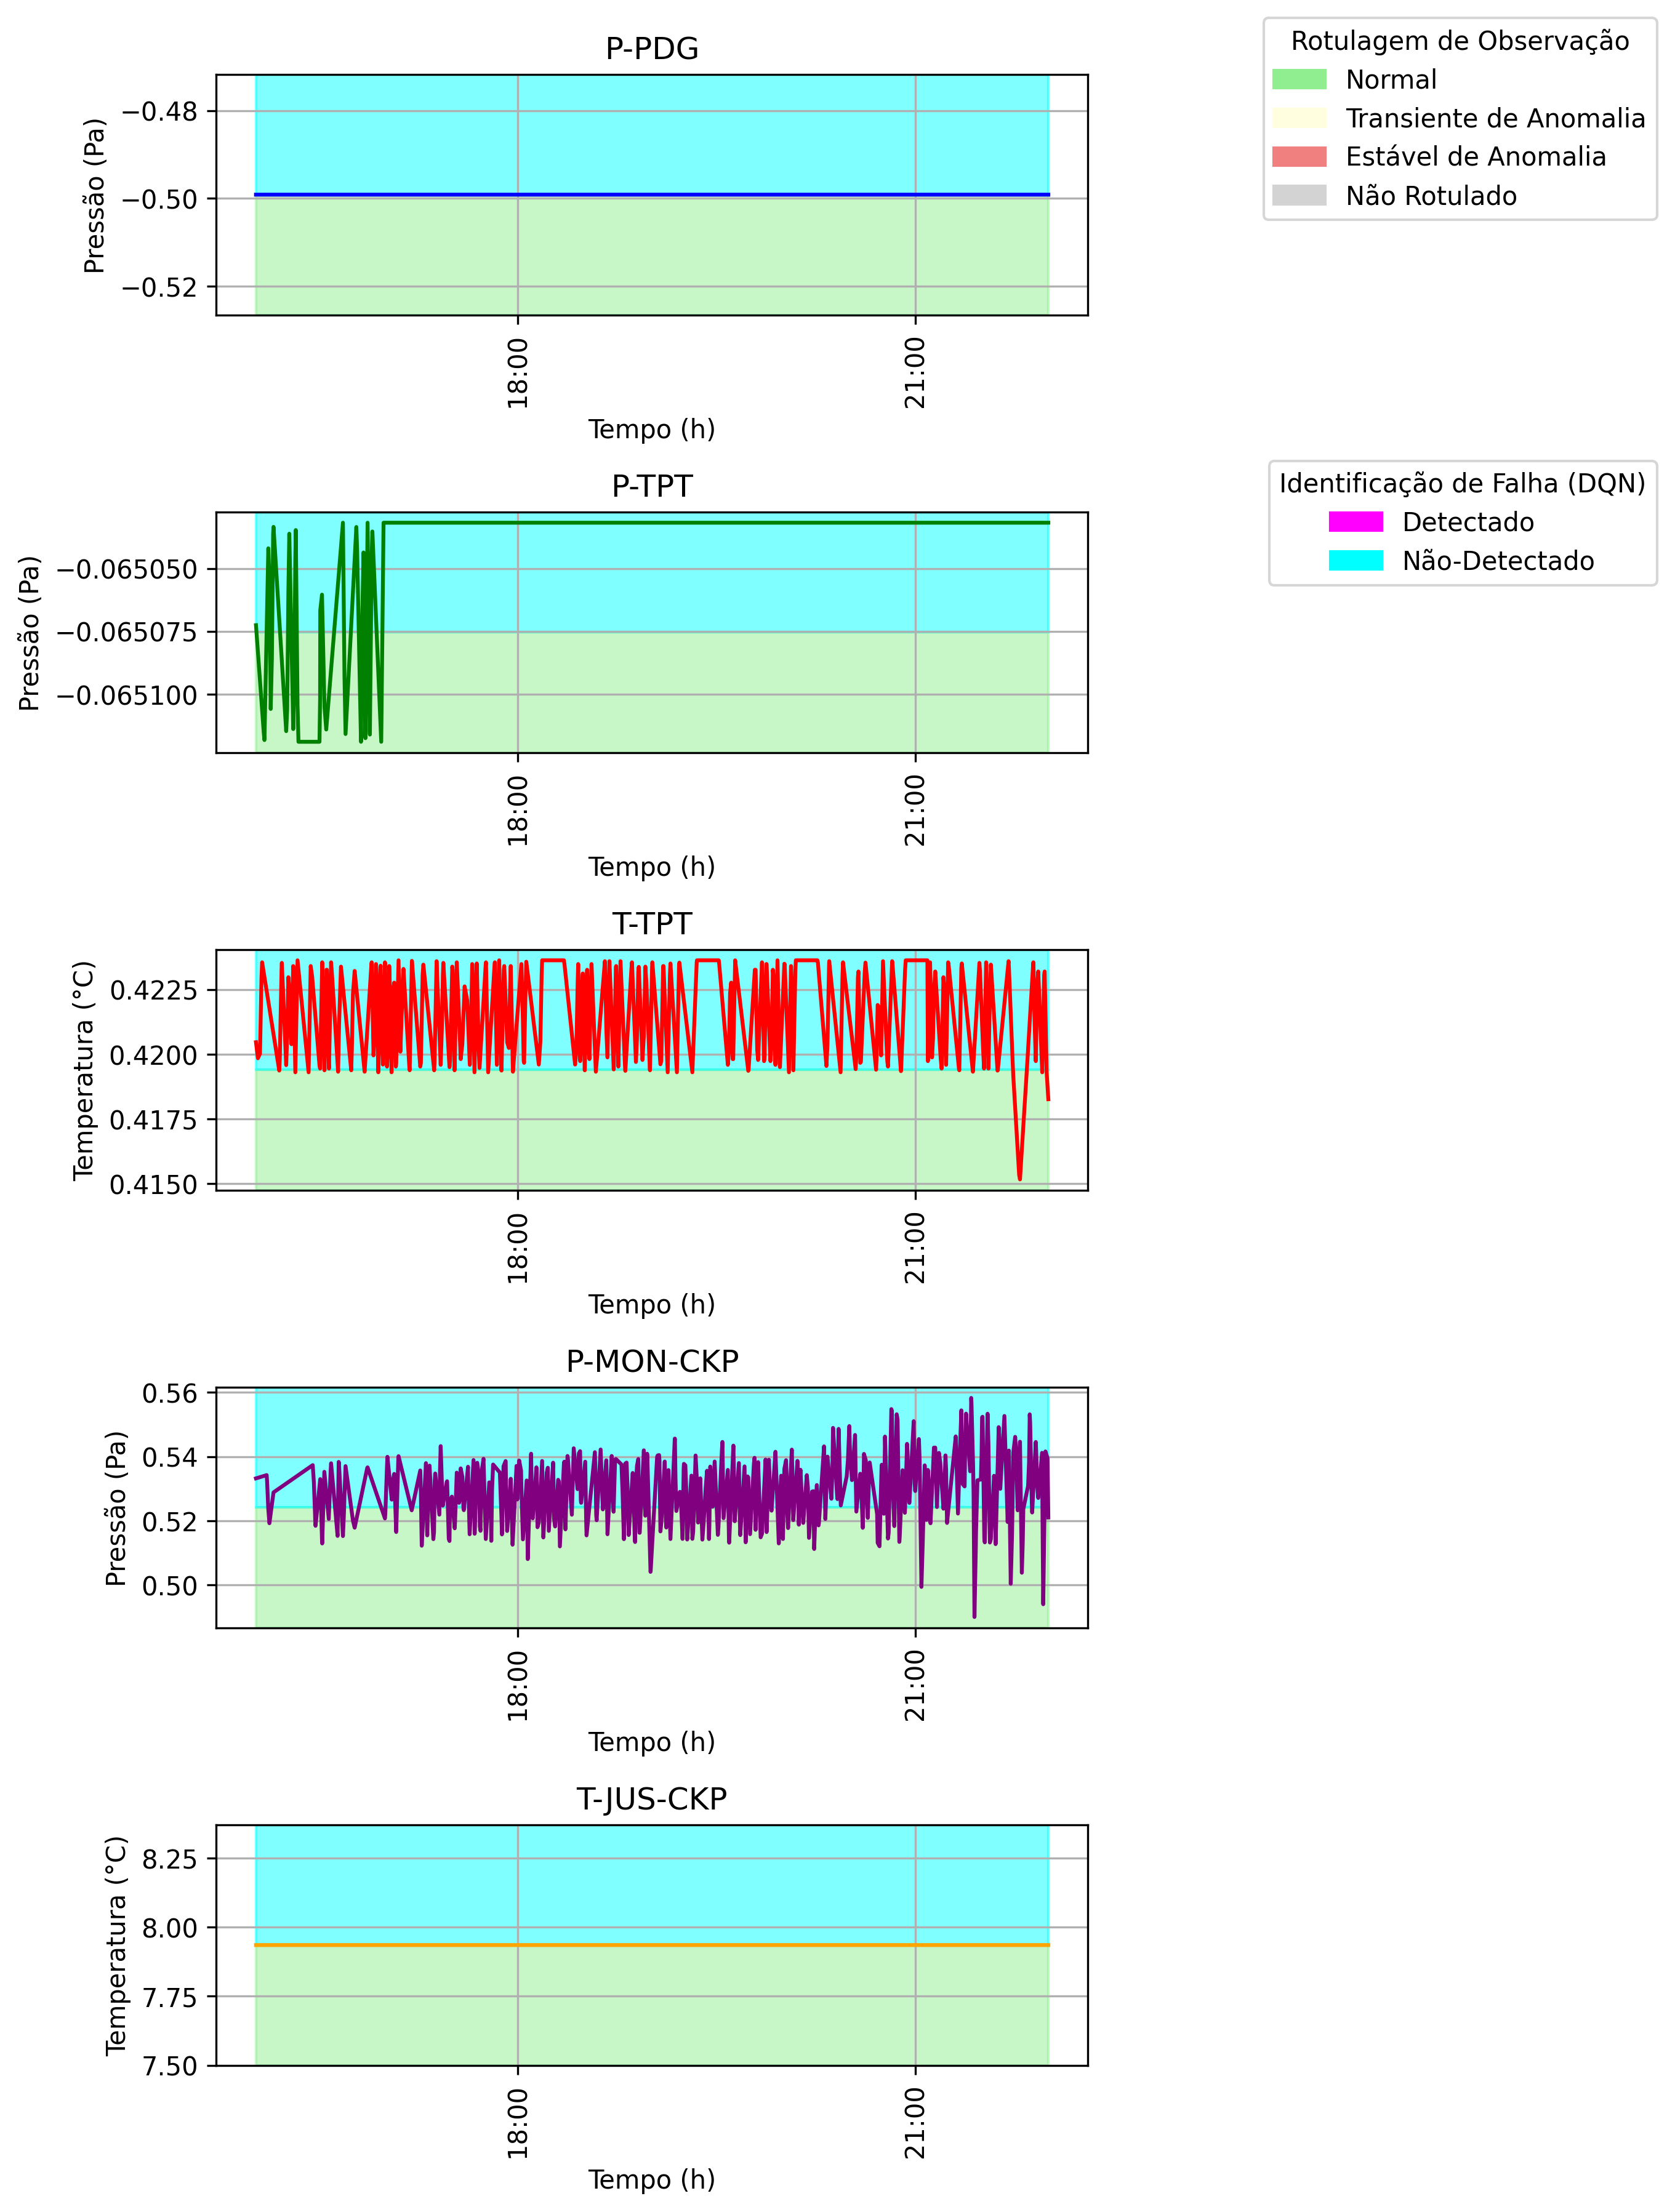 P-PDG
Pressão (Pa)
−0.48
−0.50
−0.52
18:00
21:00
Tempo (h)
Rotulagem de Observação
Normal
Transiente de Anomalia
Estável de Anomalia
Não Rotulado
P-TPT
Pressão (Pa)
−0.065050
−0.065075
−0.065100
18:00
21:00
Tempo (h)
Identificação de Falha (DQN)
Detectado
Não-Detectado
T-TPT
Temperatura (°C)
0.4225
0.4200
0.4175
0.4150
18:00
21:00
Tempo (h)
P-MON-CKP
Pressão (Pa)
0.56
0.54
0.52
0.50
18:00
21:00
Tempo (h)
T-JUS-CKP
Temperatura (°C)
8.25
8.00
7.75
7.50
18:00
21:00
Tempo (h)